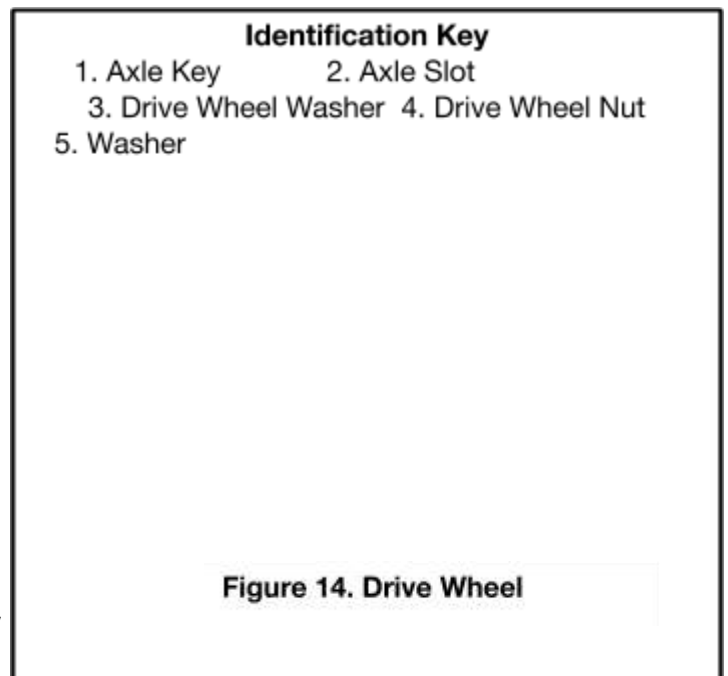 Identification Key
1. Axle Key 2. Axle Slot
3. Drive Wheel Washer 4. Drive Wheel Nut
5. Washer
Figure 14. Drive Wheel